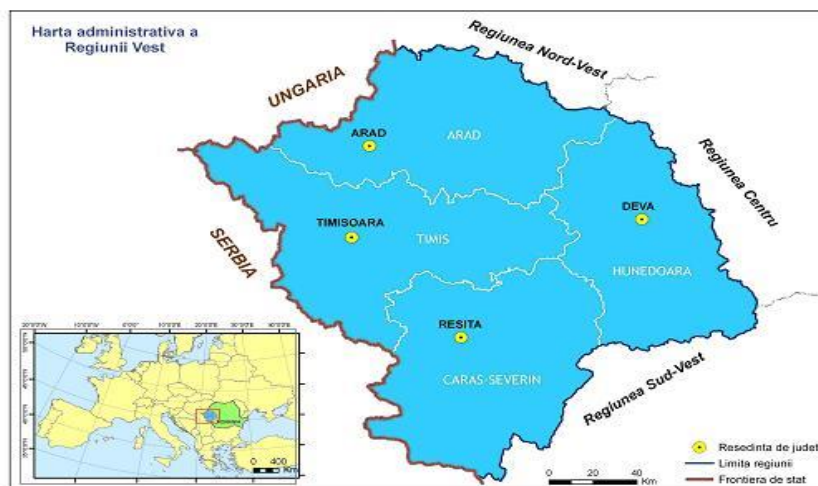 Harta administrativa a
Regiunii Vest
UNGARIA
Regiunea Nord-Vest
ARAD
ARAD
Regiunea Centru
DEVA
TIMISOARA
TIMIS
SERBIA
HUNEDOARA
RESITA
CARAS-SEVERIN
Regiunea Sud-Vest
ROMANIA
0 400
Km
Resedinta de judet
Limita regiunii
Frontiera de stat
0 20 40
Km